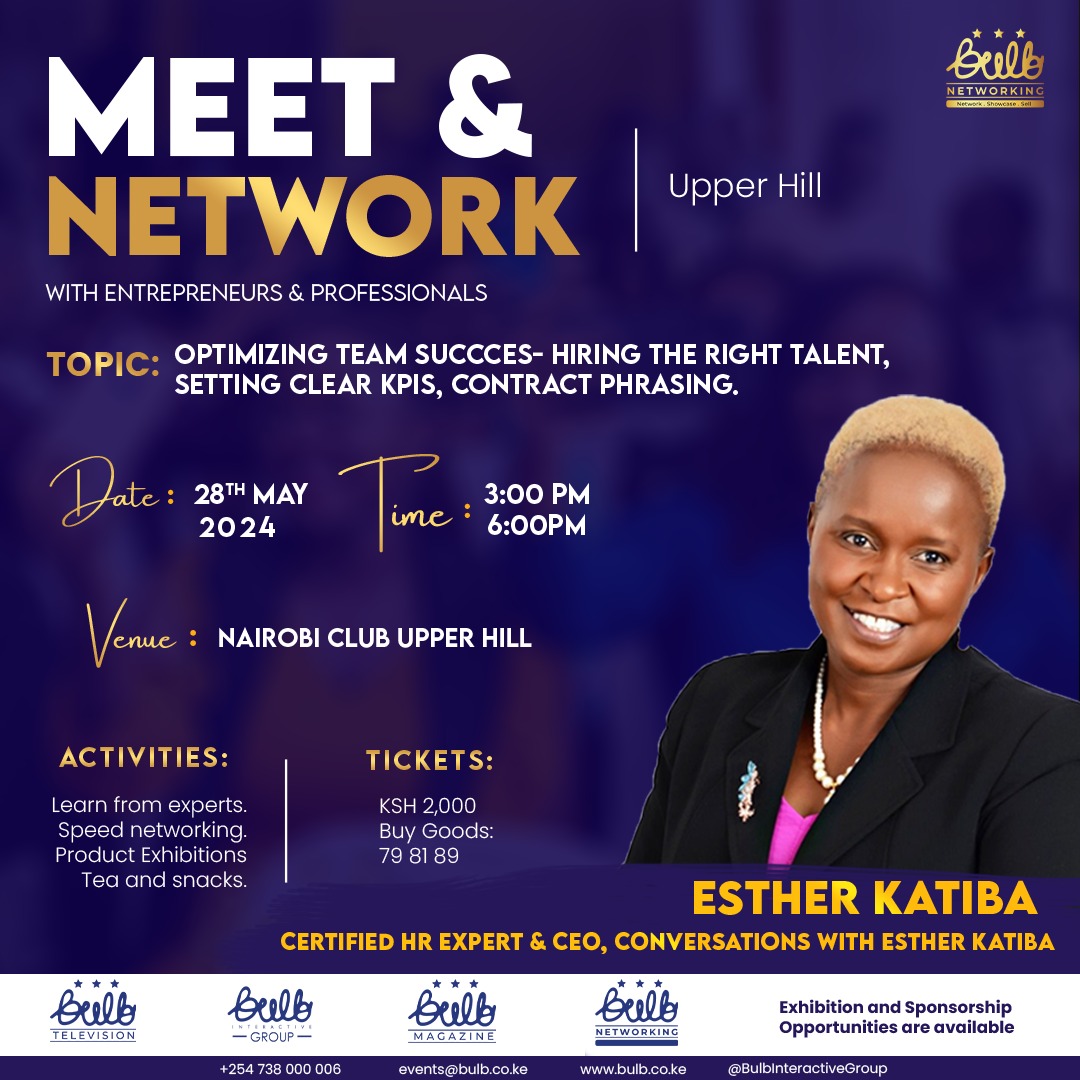 bulb
NETWORKING
Network . Showcase . Sell
MEET &
NETWORK
Upper Hill
WITH ENTREPRENEURS & PROFESSIONALS
TOPIC:
OPTIMIZING TEAM SUCCCES- HIRING THE RIGHT TALENT,
SETTING CLEAR KPIS, CONTRACT PHRASING.
Date : 28TH MAY
2024
Time : 3:00 PM
6:00PM
Venue : NAIROBI CLUB UPPER HILL
ACTIVITIES:
Learn from experts.
Speed networking.
Product Exhibitions
Tea and snacks.
TICKETS:
KSH 2,000
Buy Goods:
79 81 89
ESTHER KATIBA
CERTIFIED HR EXPERT & CEO, CONVERSATIONS WITH ESTHER KATIBA
bulb
TELEVISION
bulb
INTERACTIVE
GROUP
bulb
MAGAZINE
bulb
NETWORKING
Exhibition and Sponsorship
Opportunities are available
+254 738 000 006 events@bulb.co.ke www.bulb.co.ke @BulbInteractiveGroup